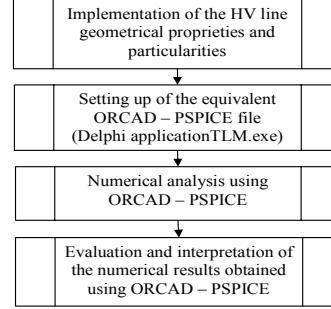 Implementation of the HV line
geometrical proprieties and
particularities
Setting up of the equivalent
ORCAD – PSPICE file
(Delphi applicationTLM.exe)
Numerical analysis using
ORCAD – PSPICE
Evaluation and interpretation of
the numerical results obtained
using ORCAD – PSPICE